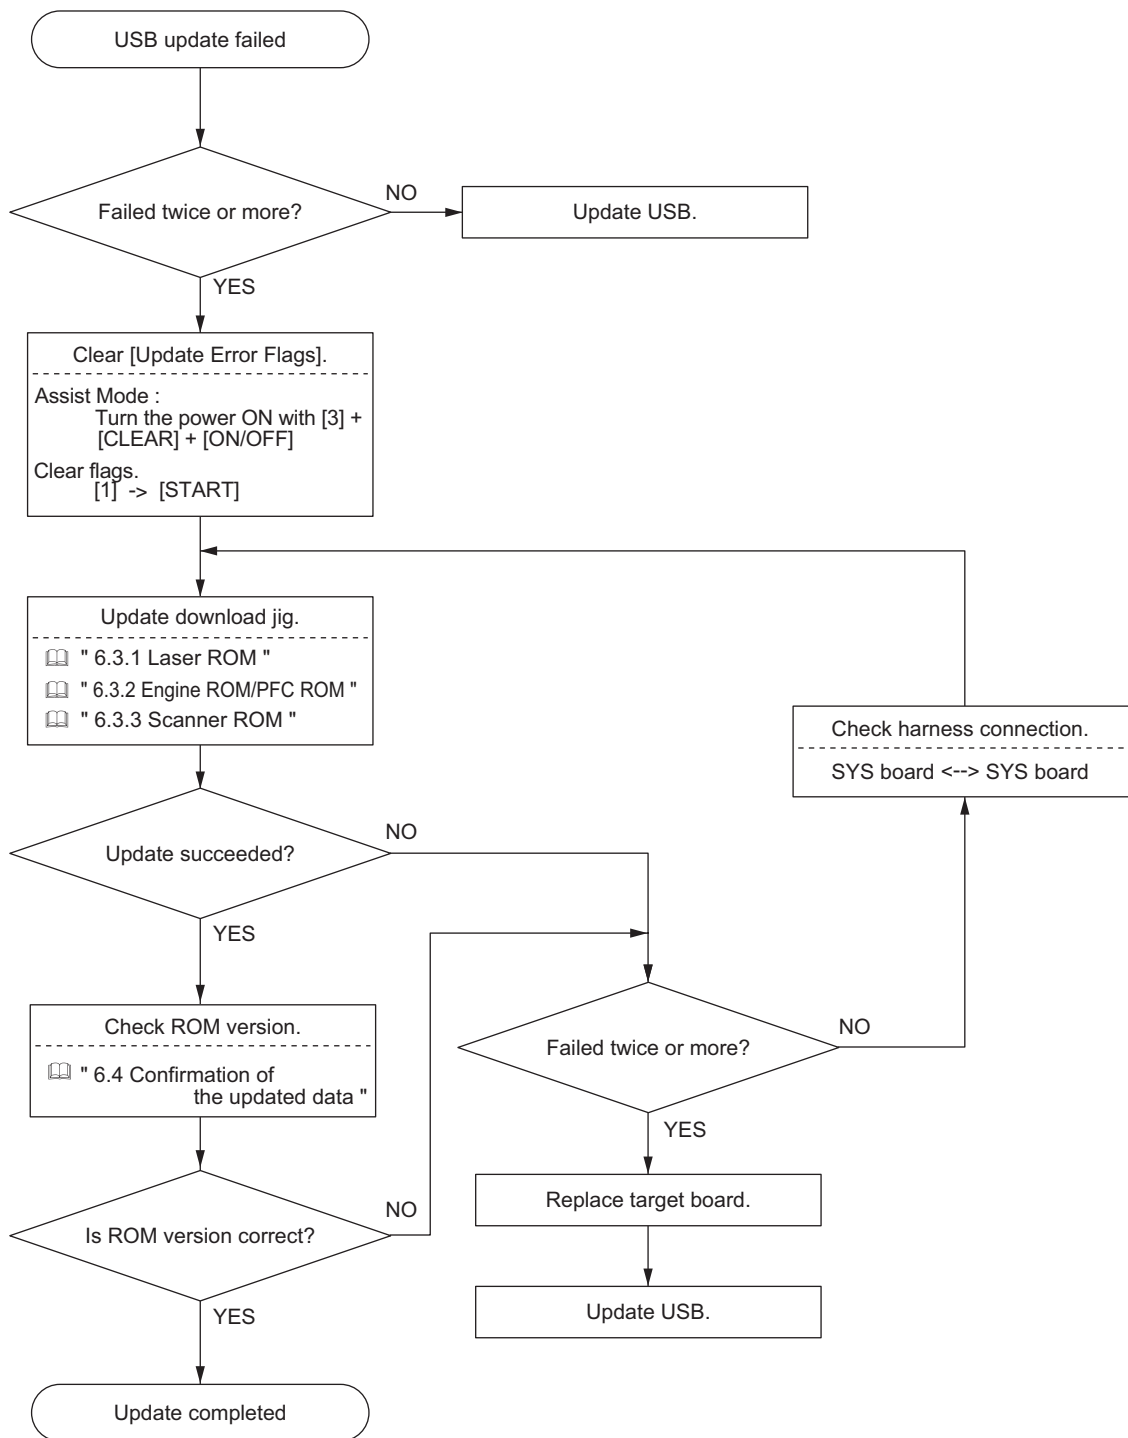 USB update failed
Failed twice or more?
NO
Update USB.
YES
Clear [Update Error Flags].
Assist Mode :
Turn the power ON with [3] +
[CLEAR] + [ON/OFF]
Clear flags.
[1] -> [START]
Update download jig.
" 6.3.1 Laser ROM "
" 6.3.2 Engine ROM/PFC ROM "
" 6.3.3 Scanner ROM "
Check harness connection.
SYS board <--> SYS board
Update succeeded?
NO
YES
Check ROM version.
" 6.4 Confirmation of
the updated data "
Failed twice or more?
NO
YES
Is ROM version correct?
NO
Replace target board.
YES
Update USB.
Update completed